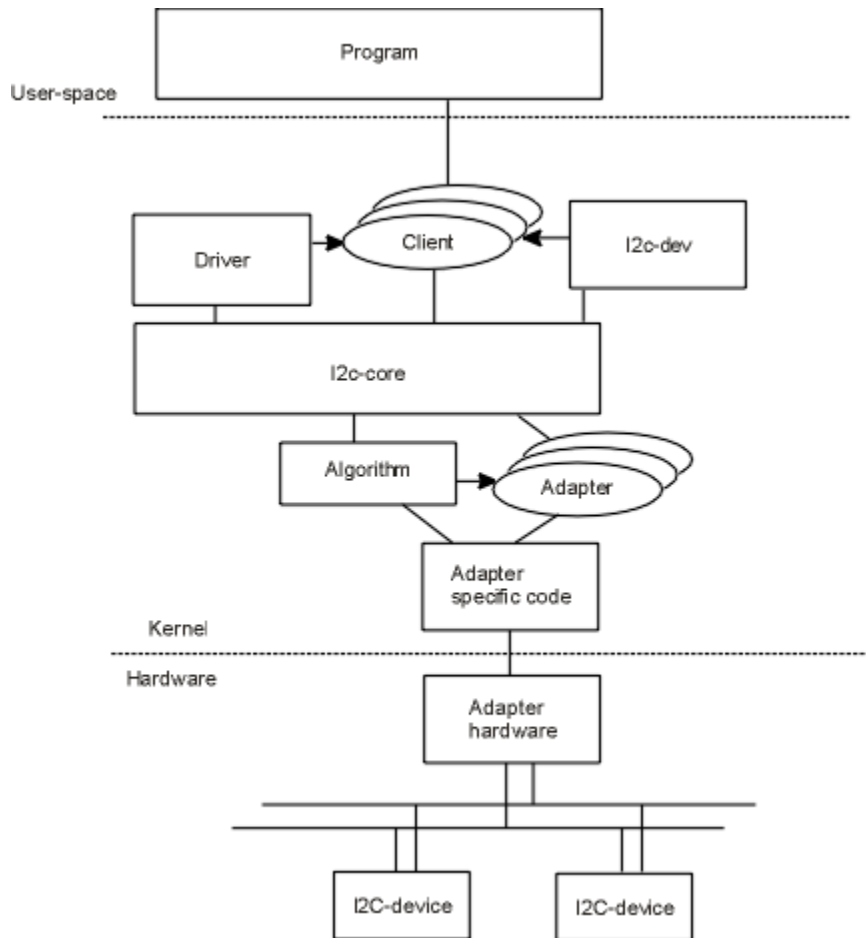 Program
User-space
Driver
Client
I2c-dev
I2c-core
Algorithm
Adapter
Adapter
specific code
Kernel
Hardware
Adapter
hardware
I2C-device
I2C-device